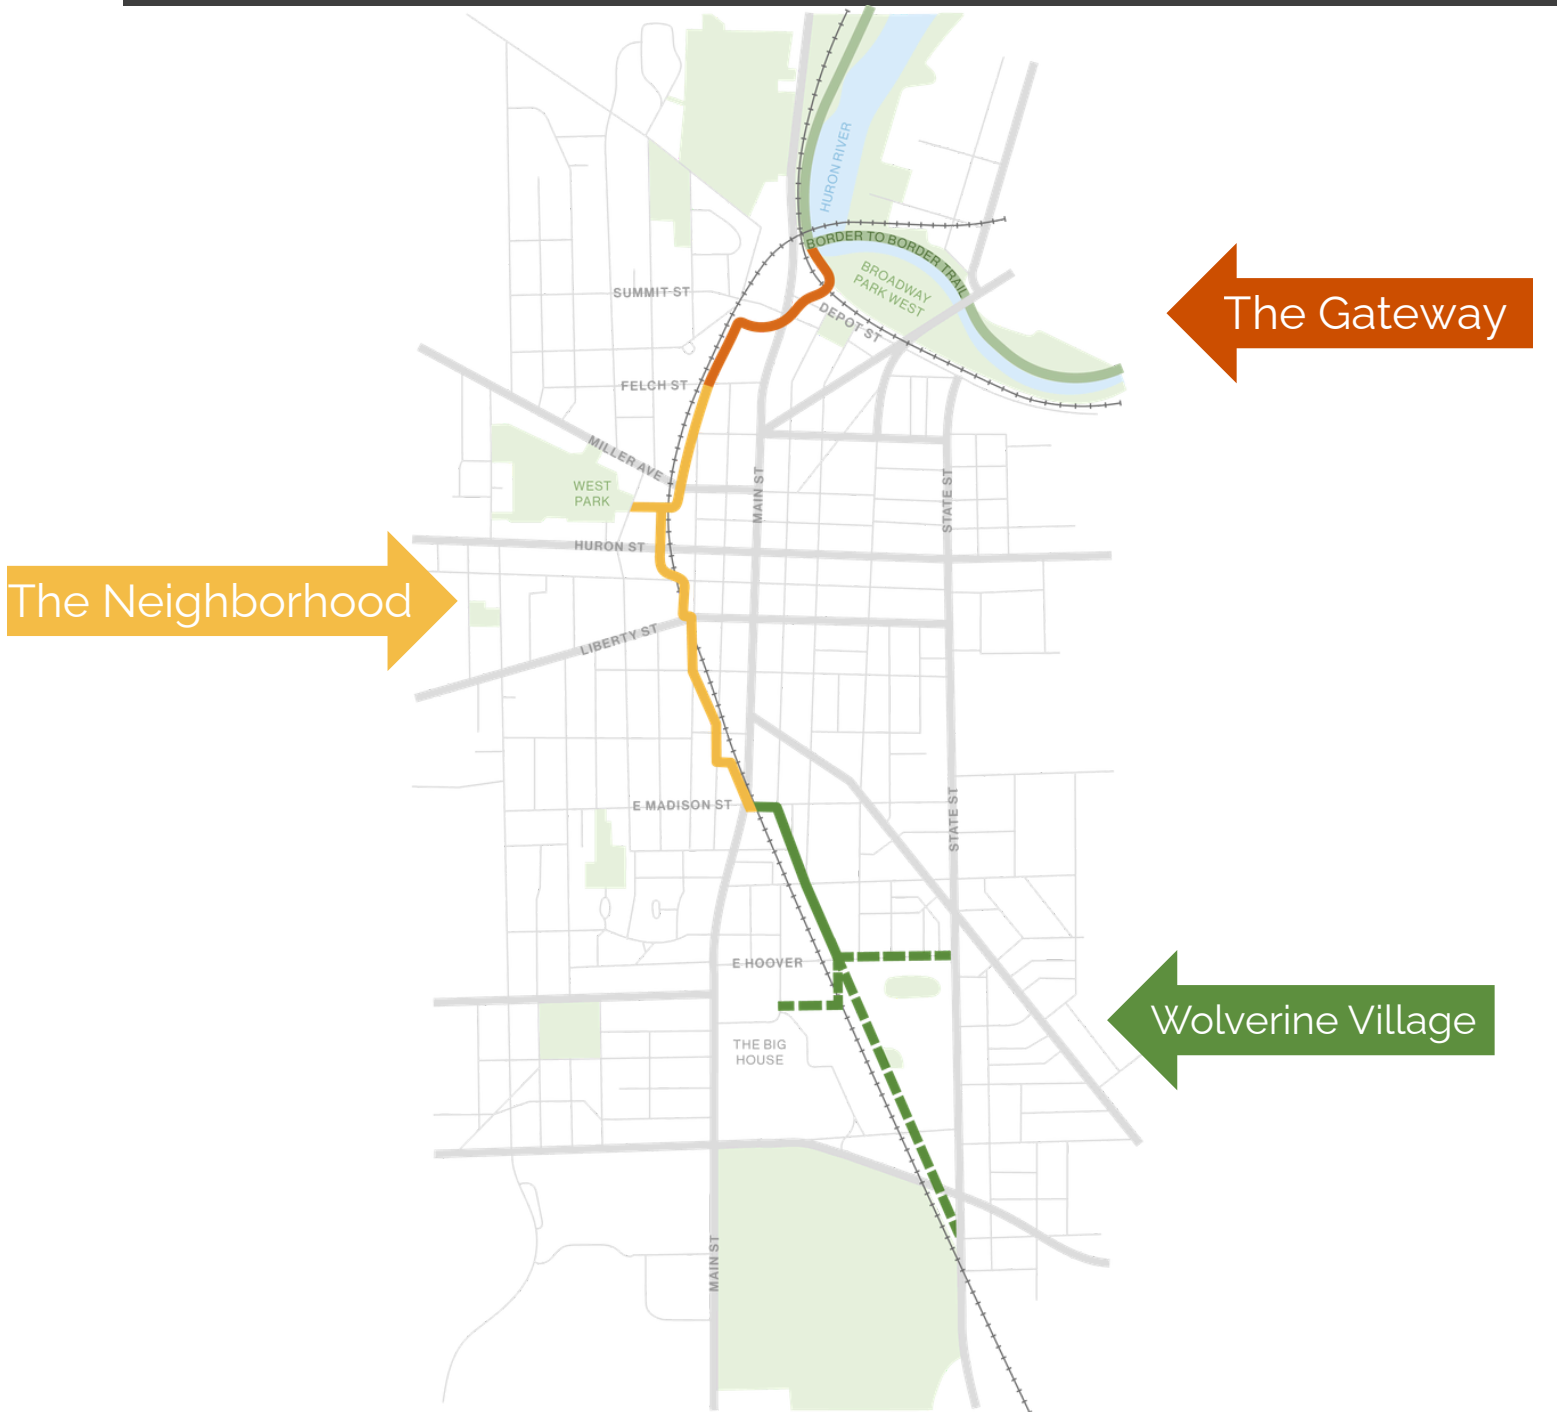 HURON RIVER
BORDER TO BORDER TRAIL
BROADWAY
PARK WEST
SUMMIT ST
DEPOT ST
The Gateway
FELCH ST
MILLER AVE
WEST
PARK
MAIN ST
STATE ST
HURON ST
The Neighborhood
LIBERTY ST
E MADISON ST
STATE ST
E HOOVER
Wolverine Village
THE BIG
HOUSE
MAIN ST